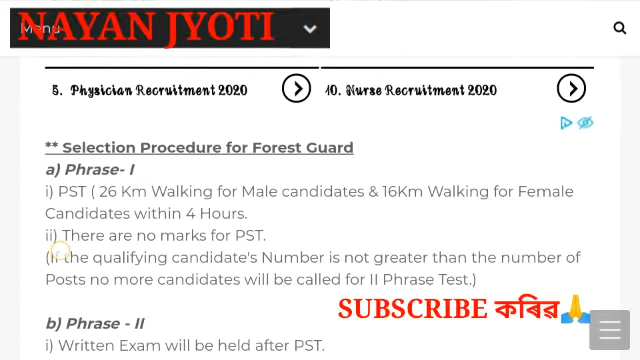 Menu
NAYAN JYOTI
5. Physician Recruitment 2020
10. Nurse Recruitment 2020
** Selection Procedure for Forest Guard
a) Phrase- I
i) PST ( 26 Km Walking for Male candidates & 16Km Walking for Female
Candidates within 4 Hours.
ii) There are no marks for PST.
(If the qualifying candidate's Number is not greater than the number of
Posts no more candidates will be called for II Phrase Test.)
SUBSCRIBE কৰিব🙏
b) Phrase - II
i) Written Exam will be held after PST.